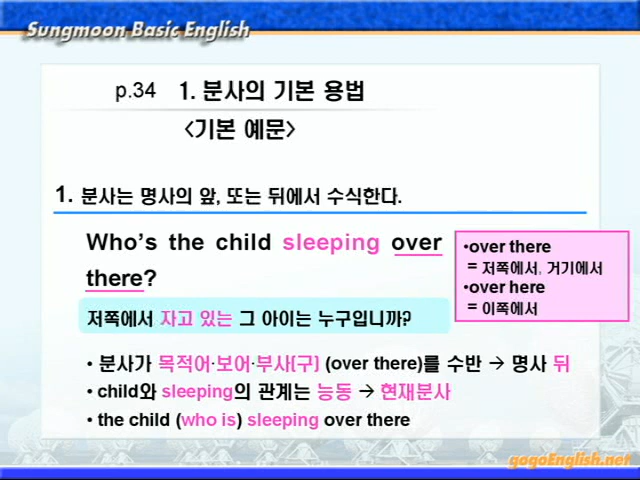 Sungmoon Basic English
p.34 1. 분사의 기본 용법
<기본 예문>
1. 분사는 명사의 앞, 또는 뒤에서 수식한다.
Who's the child sleeping over
there?
저쪽에서 자고 있는 그 아이는 누구입니까?
•over there
= 저쪽에서, 거기에서
•over here
= 이쪽에서
• 분사가 목적어·보어·부사(구) (over there)를 수반 → 명사 뒤
• child와 sleeping의 관계는 능동 → 현재분사
• the child (who is) sleeping over there
gogoEnglish.net